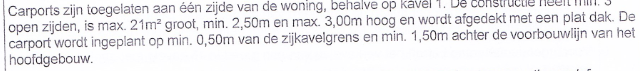 Carports zijn toegelaten aan één zijde van de woning, behalve op kavel 1. De constructie heeft min. 3
open zijden, is max. 21m² groot, min. 2,50m en max. 3,00m hoog en wordt afgedekt met een plat dak. De
carport wordt ingeplant op min. 0,50m van de zijkavelgrens en min. 1,50m achter de voorbouwlijn van het
hoofdgebouw.